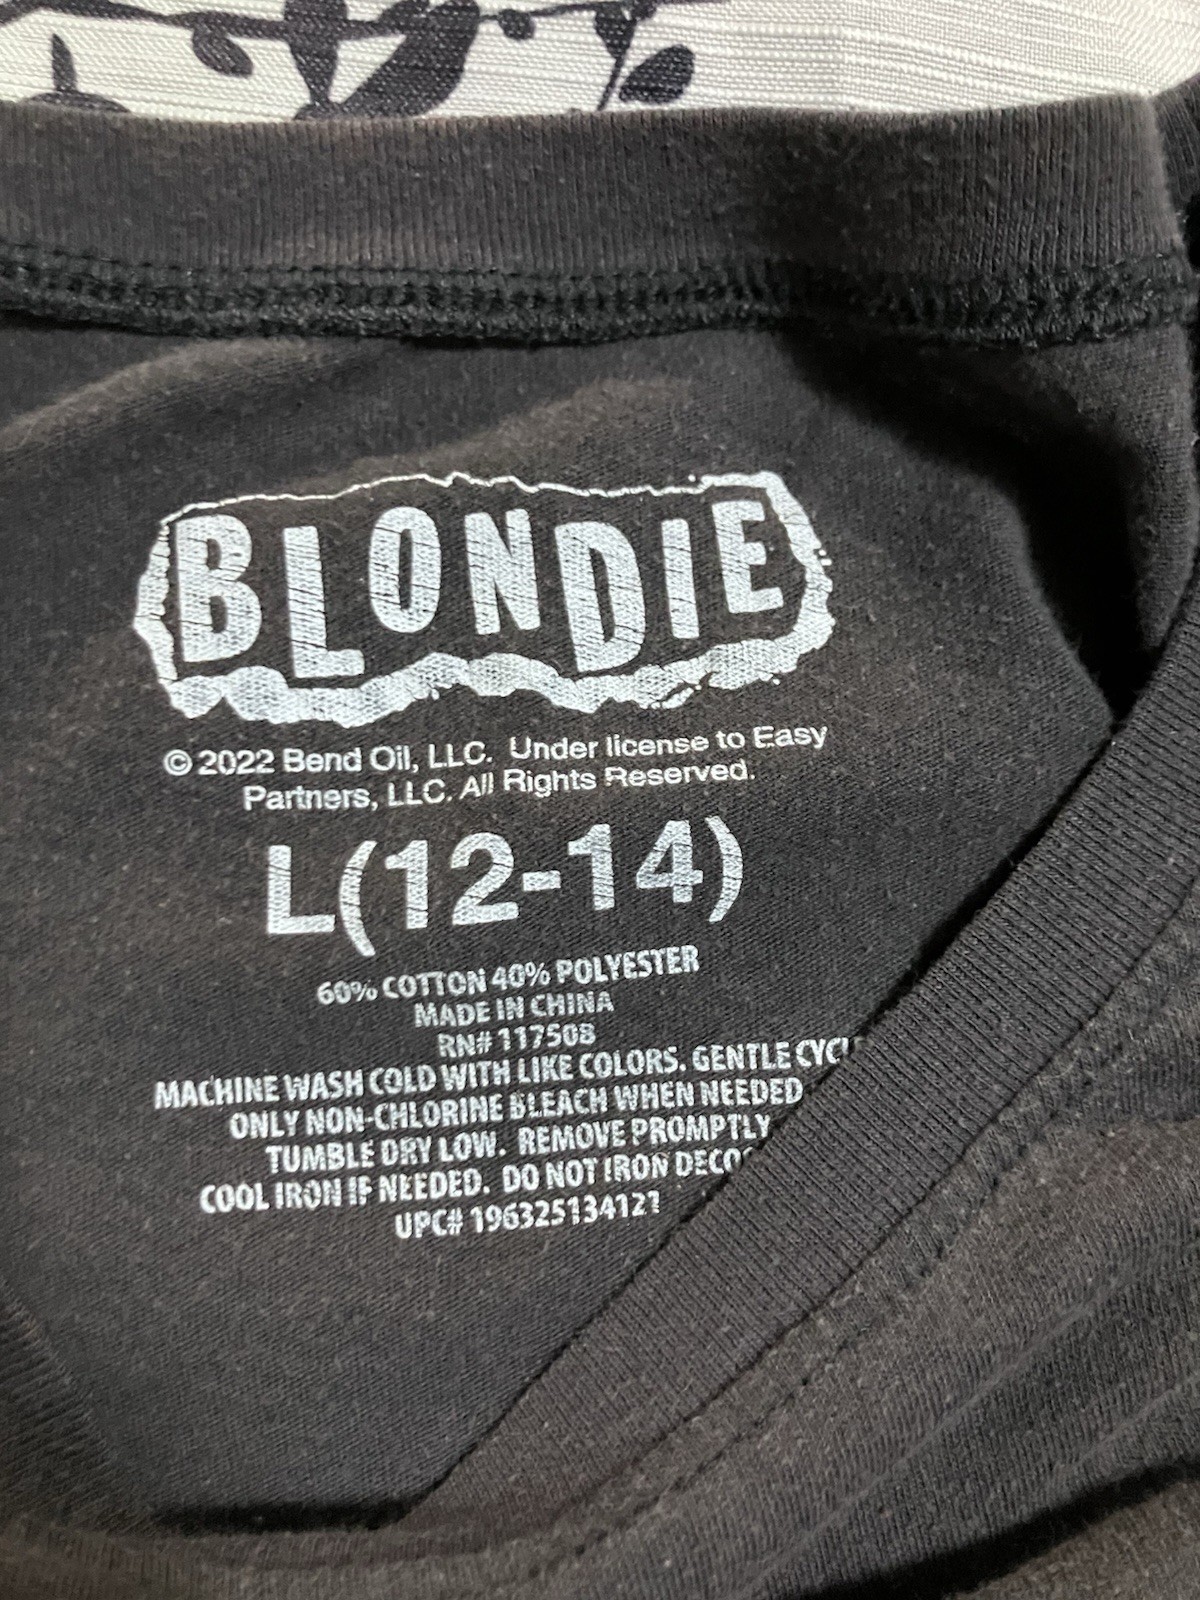 BLONDIE
© 2022 Bend Oil, LLC. Under license to Easy
Partners, LLC. All Rights Reserved.
L(12-14)
60% COTTON 40% POLYESTER
MADE IN CHINA
RN# 117508
MACHINE WASH COLD WITH LIKE COLORS. GENTLE
ONLY NON-CHLORINE BLEACH WHEN NEEDED
TUMBLE DRY LOW. REMOVE PROMPTLY
COOL IRON IF NEEDED. DO NOT IRON
UPC# 196325134121